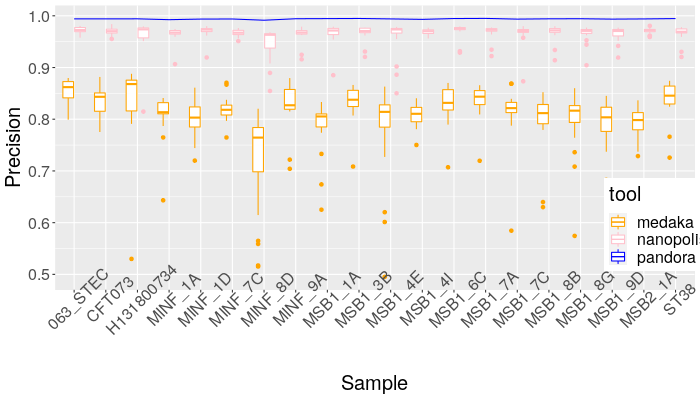 1.0
0.9
0.8
0.7
0.6
0.5
Precision
063_STEC
CFT073
H131800734
MINF_1A
MINF_1D
MINF_7C
MINF_8D
MINF_9A
MSB1_1A
MSB1_3B
MSB1_4E
MSB1_4I
MSB1_6C
MSB1_7A
MSB1_7C
MSB1_8B
MSB1_8G
MSB1_9D
MSB2_1A
ST38
Sample
tool
medaka
nanopoli
pandora